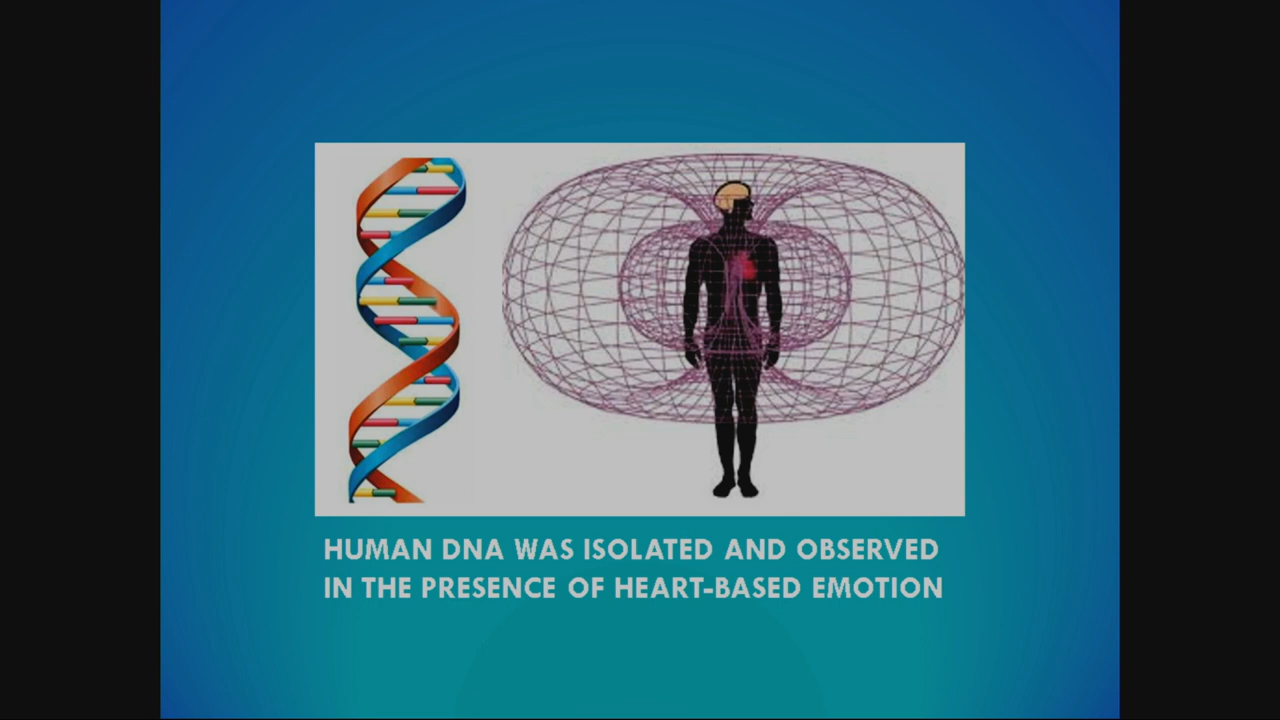 HUMAN DNA WAS ISOLATED AND OBSERVED
IN THE PRESENCE OF HEART-BASED EMOTION